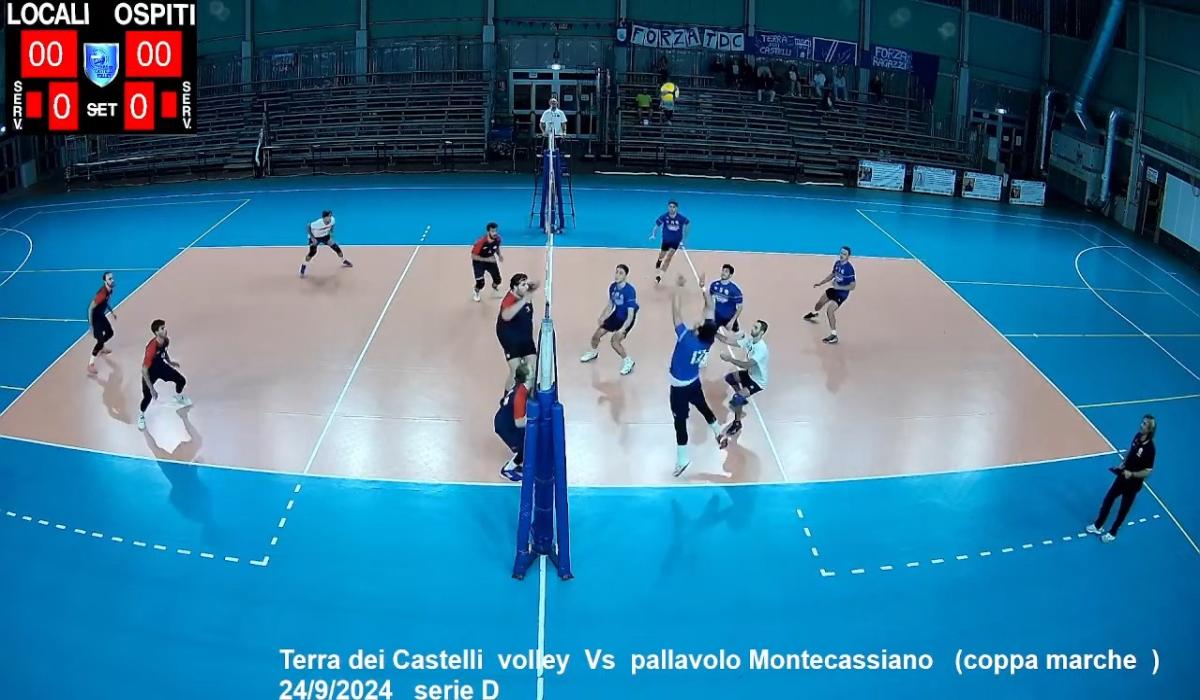 LOCALI OSPITI
00 00
SERV. 0 SET 0 SERV.
FORZA TDC
TERRA DEI CASTELLI
FORZA RAGAZZI
Terra dei Castelli volley Vs pallavolo Montecassiano (coppa marche )
24/9/2024 serie D